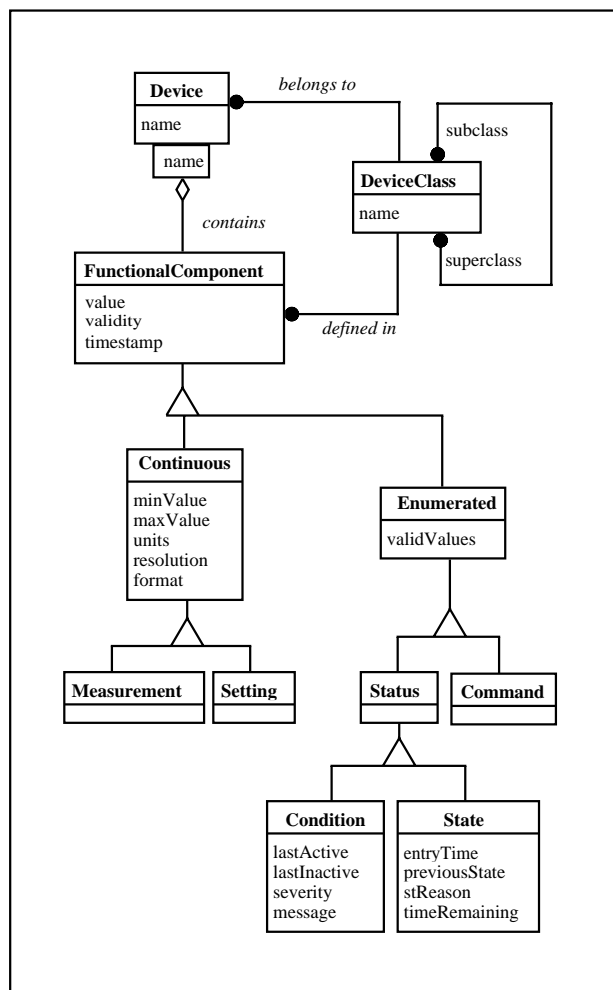 Device
name
name
belongs to
subclass
DeviceClass
name
superclass
contains
FunctionalComponent
value
validity
timestamp
defined in
Continuous
minValue
maxValue
units
resolution
format
Enumerated
validValues
Measurement
Setting
Status
Command
Condition
lastActive
lastInactive
severity
message
State
entryTime
previousState
stReason
timeRemaining